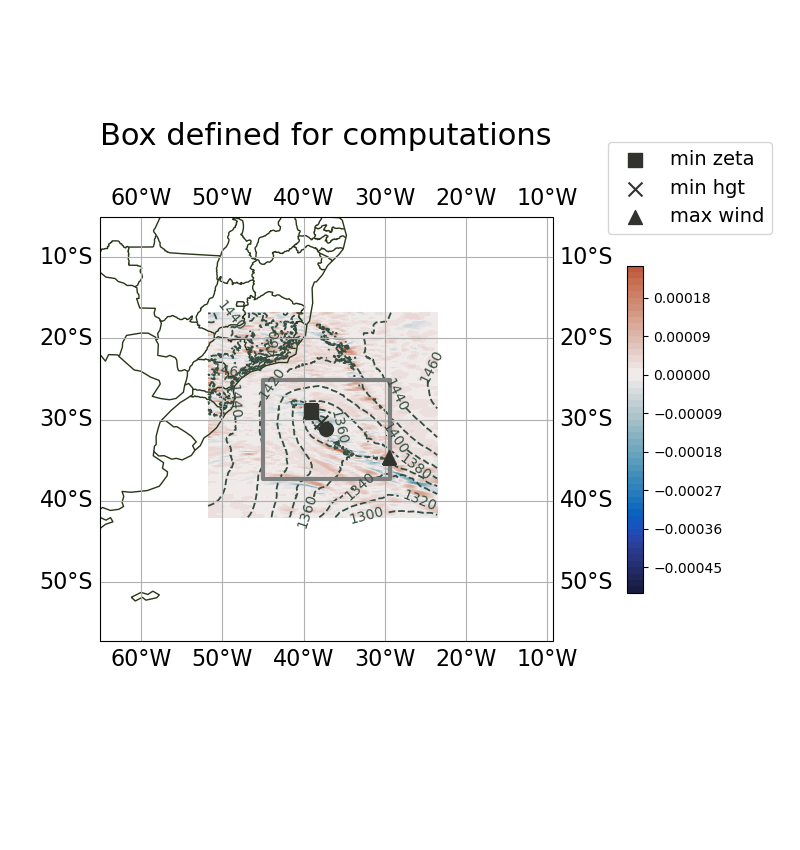 Box defined for computations
min zeta
min hgt
max wind
60°W 50°W 40°W 30°W 20°W 10°W
10°S 10°S
20°S 20°S
30°S 30°S
40°S 40°S
50°S 50°S
60°W 50°W 40°W 30°W 20°W 10°W
0.00018
0.00009
0.00000
−0.00009
−0.00018
−0.00027
−0.00036
−0.00045
1460
1440
1420
1360
1400
1380
1340
1320
1360
1300